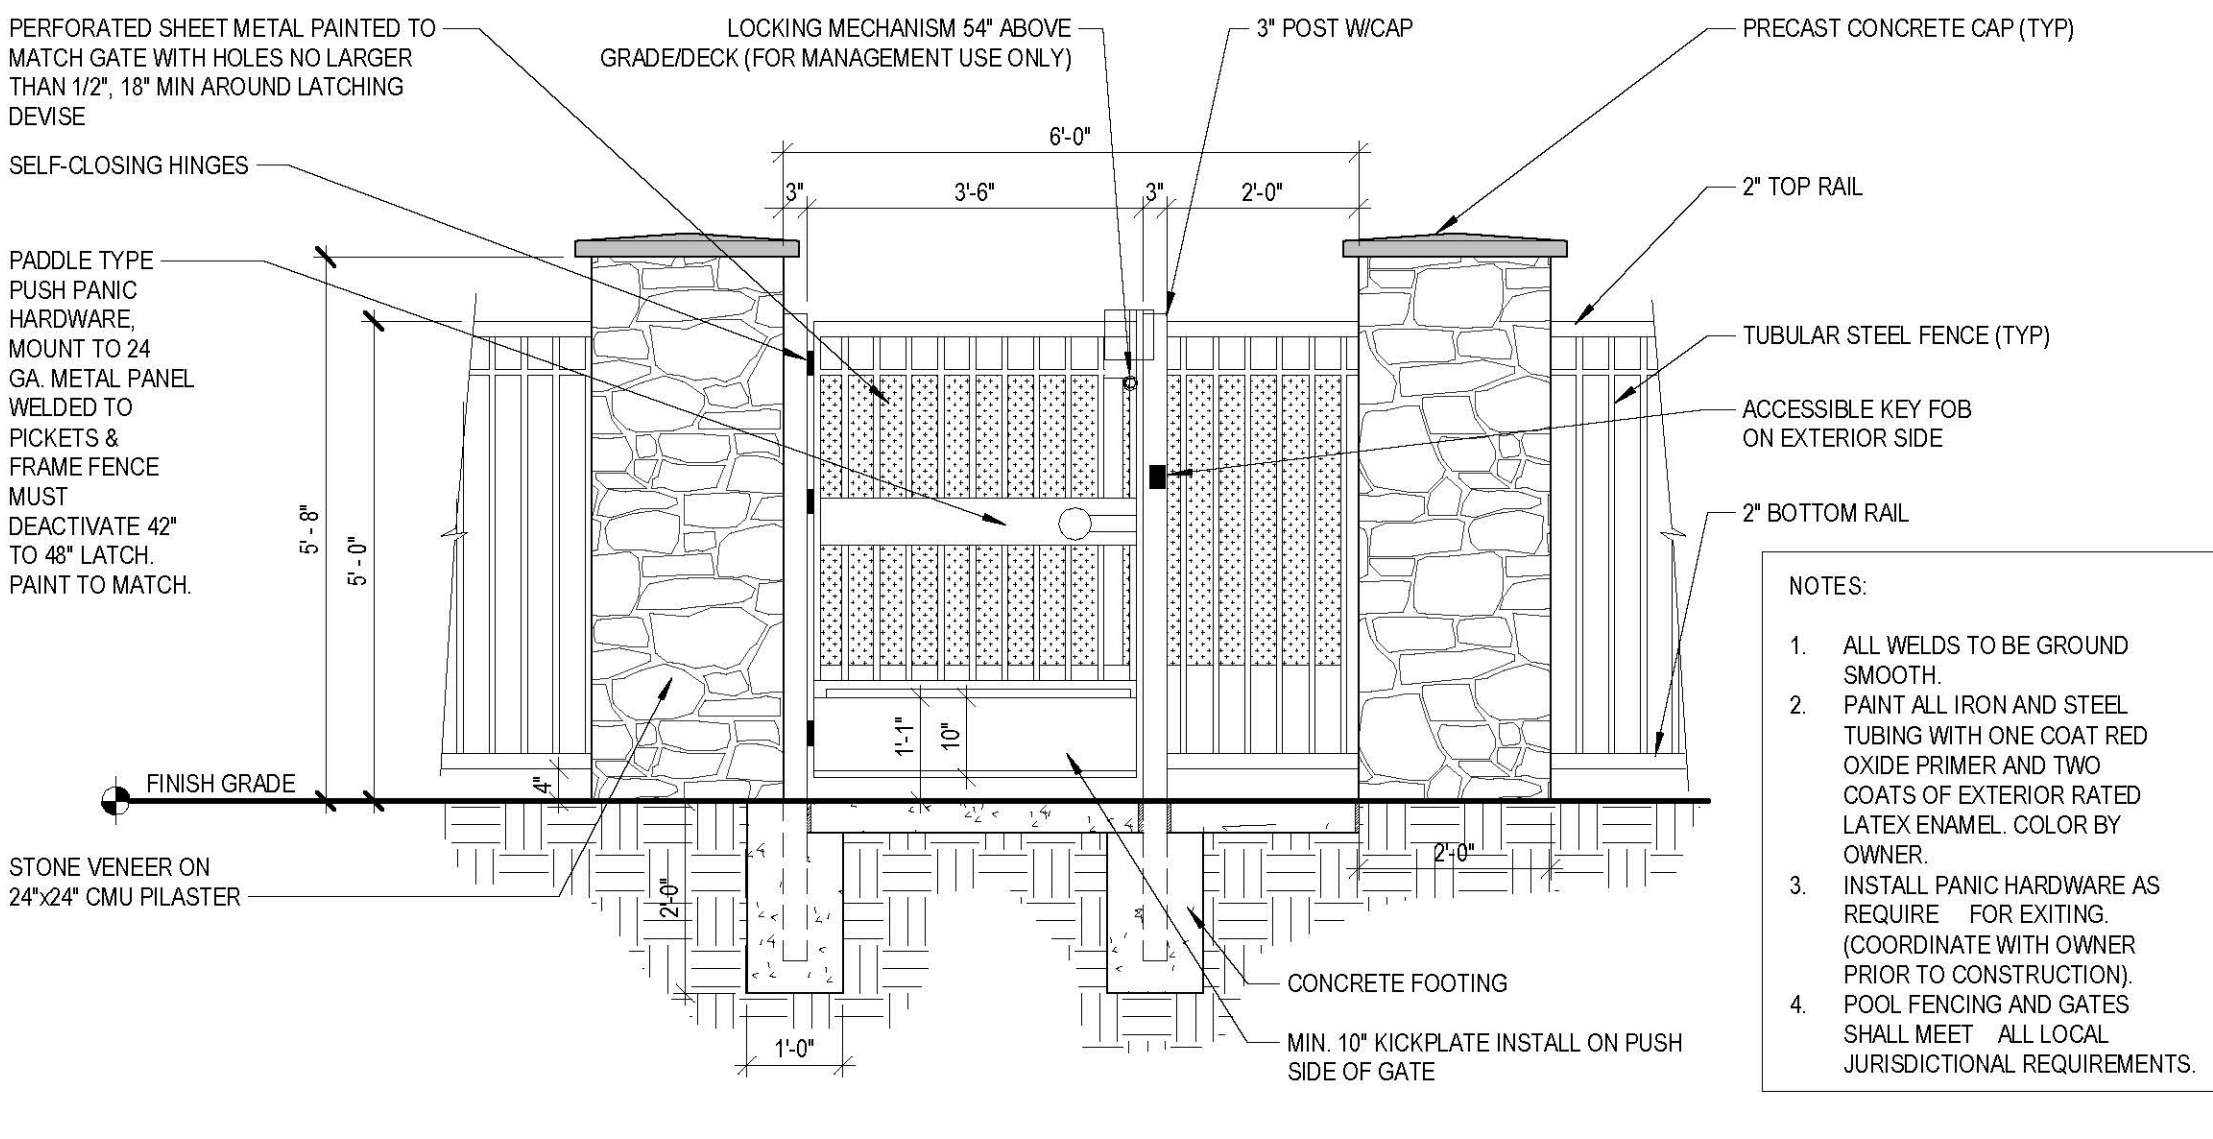 PERFORATED SHEET METAL PAINTED TO
MATCH GATE WITH HOLES NO LARGER
THAN 1/2", 18" MIN AROUND LATCHING
DEVISE
LOCKING MECHANISM 54" ABOVE
GRADE/DECK (FOR MANAGEMENT USE ONLY)
3" POST W/CAP
PRECAST CONCRETE CAP (TYP)
6'-0"
SELF-CLOSING HINGES
3"
3'-6"
3"
2'-0"
2" TOP RAIL
PADDLE TYPE
PUSH PANIC
HARDWARE,
MOUNT TO 24
GA. METAL PANEL
WELDED TO
PICKETS &
FRAME FENCE
MUST
DEACTIVATE 42"
TO 48" LATCH.
PAINT TO MATCH.
5' - 8"
5' - 0"
TUBULAR STEEL FENCE (TYP)
ACCESSIBLE KEY FOB
ON EXTERIOR SIDE
2" BOTTOM RAIL
1'-1"
10"
4"
FINISH GRADE
STONE VENEER ON
24"x24" CMU PILASTER
2'-0"
2'-0"
1'-0"
CONCRETE FOOTING
MIN. 10" KICKPLATE INSTALL ON PUSH
SIDE OF GATE
NOTES:
1. ALL WELDS TO BE GROUND
SMOOTH.
2. PAINT ALL IRON AND STEEL
TUBING WITH ONE COAT RED
OXIDE PRIMER AND TWO
COATS OF EXTERIOR RATED
LATEX ENAMEL. COLOR BY
OWNER.
3. INSTALL PANIC HARDWARE AS
REQUIRE FOR EXITING.
(COORDINATE WITH OWNER
PRIOR TO CONSTRUCTION).
4. POOL FENCING AND GATES
SHALL MEET ALL LOCAL
JURISDICTIONAL REQUIREMENTS.